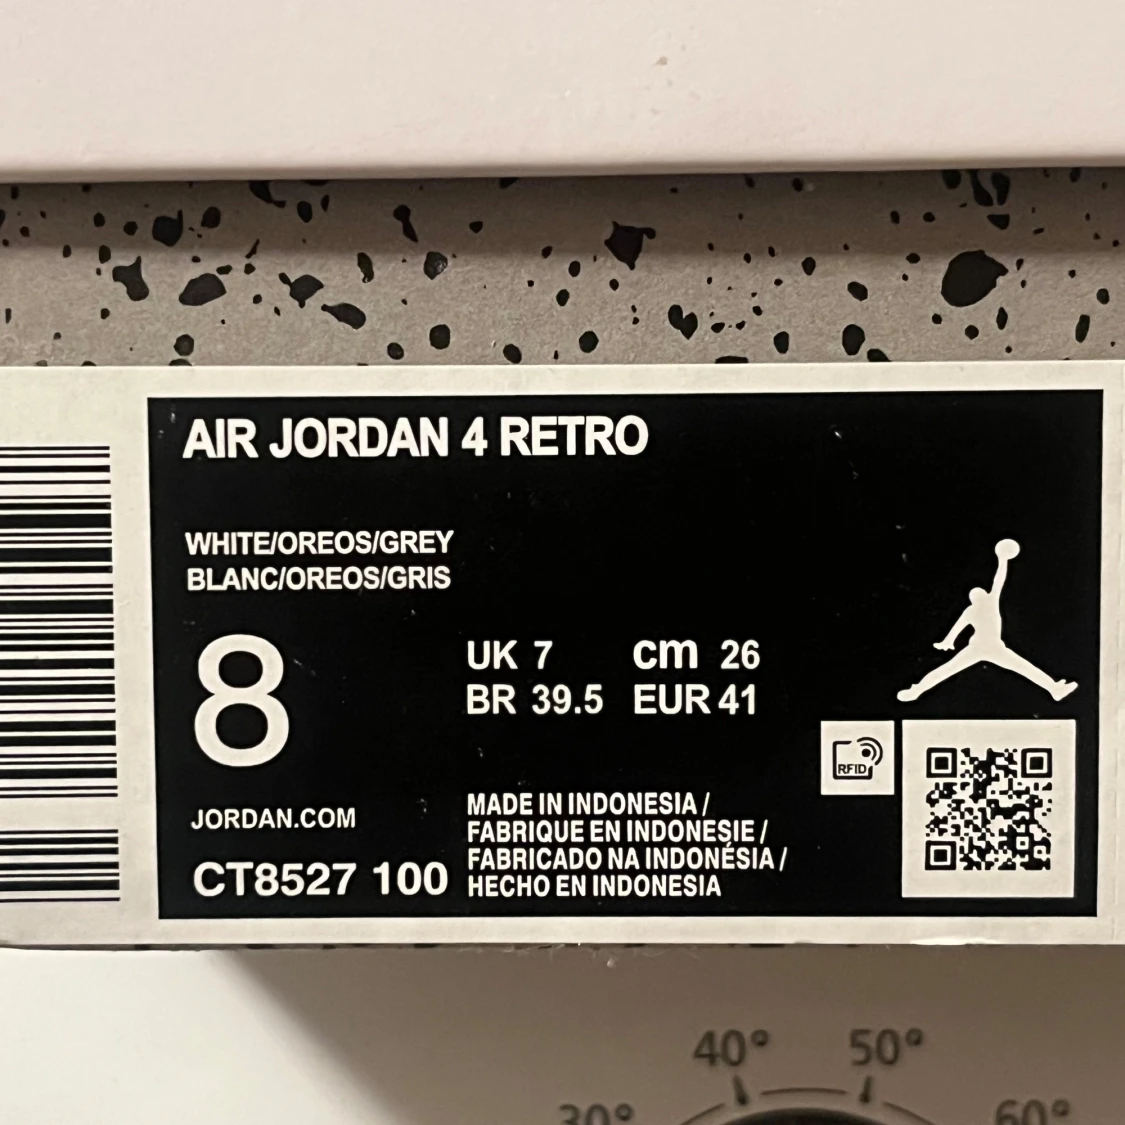 AIR JORDAN 4 RETRO
WHITE/OREOS/GREY
BLANC/OREOS/GRIS
8
UK 7 cm 26
BR 39.5 EUR 41
RFID
JORDAN.COM
MADE IN INDONESIA /
FABRIQUE EN INDONESIE /
FABRICADO NA INDONÉSIA /
HECHO EN INDONESIA
CT8527 100
40° 50°
30° 60°